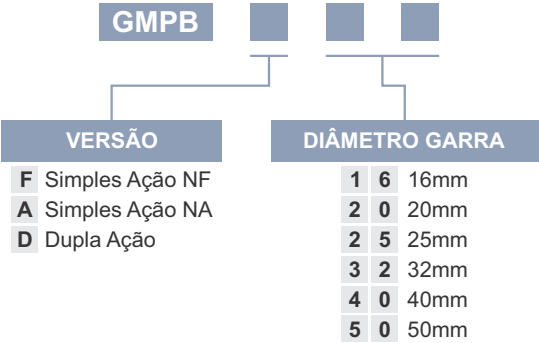 GMPB
VERSÃO
F Simples Ação NF
A Simples Ação NA
D Dupla Ação
DIÂMETRO GARRA
1 6 16mm
2 0 20mm
2 5 25mm
3 2 32mm
4 0 40mm
5 0 50mm